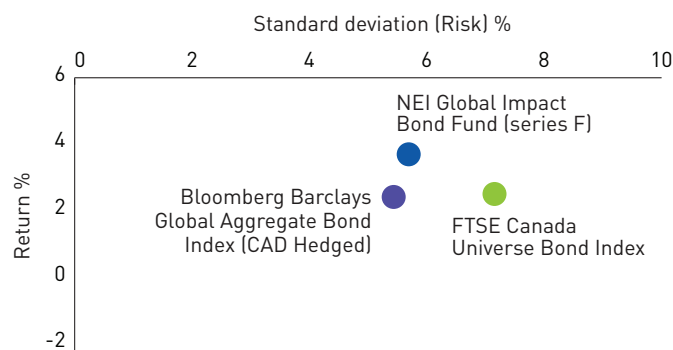 Standard deviation (Risk) %
0 2 4 6 8 10
6
4
2
0
-2
Return %
NEI Global Impact
Bond Fund (series F)
Bloomberg Barclays
Global Aggregate Bond
Index (CAD Hedged)
FTSE Canada
Universe Bond Index